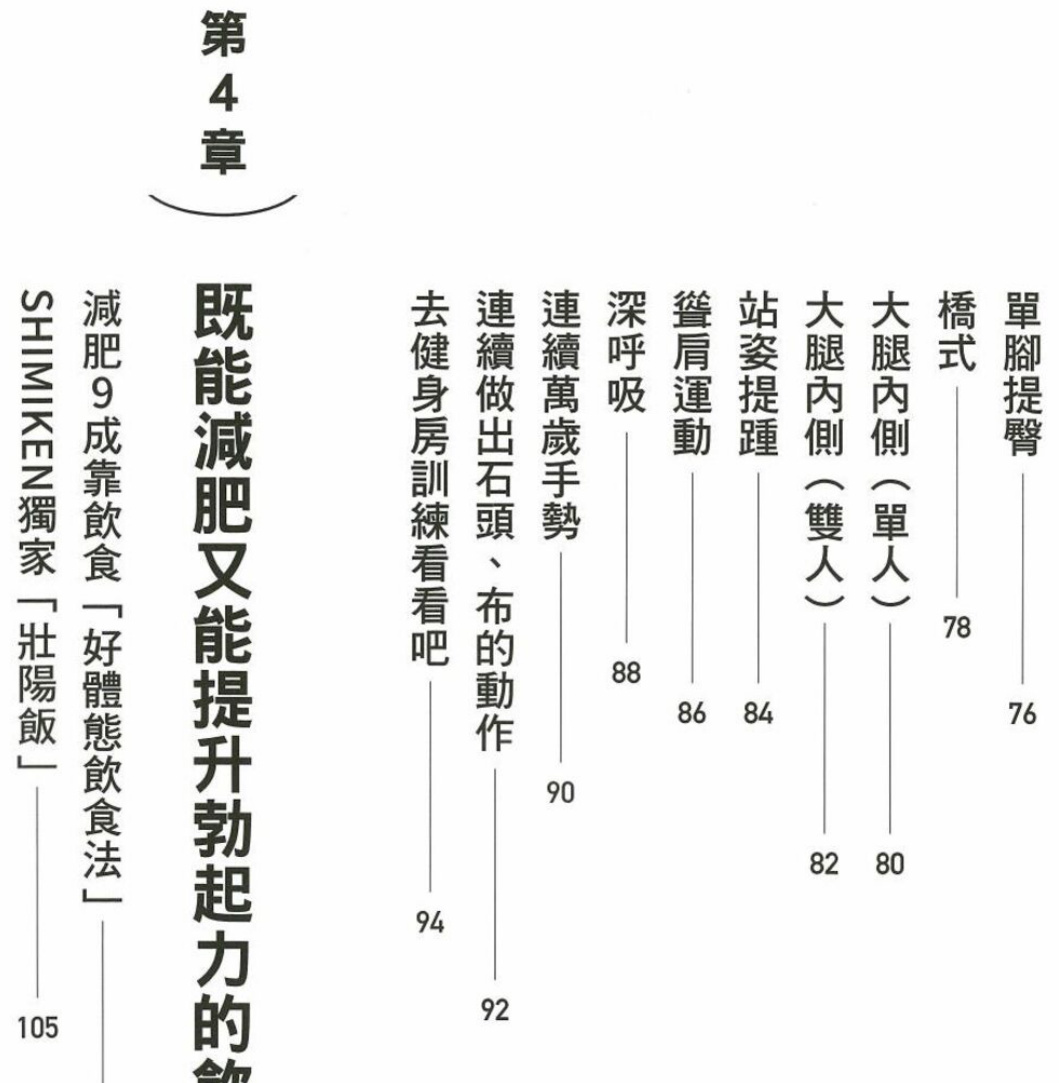 單腳提臀 76
橋式 78
大腿內側（單人） 80
大腿內側（雙人） 82
站姿提踵 84
聳肩運動 86
深呼吸 88
連續萬歲手勢 90
連續做出石頭、布的動作 92
去健身房訓練看看吧 94
第4章
既能減肥又能提升勃起力的飲
減肥9成靠飲食「好體態飲食法」
SHIMIKEN獨家「壯陽飯」 105